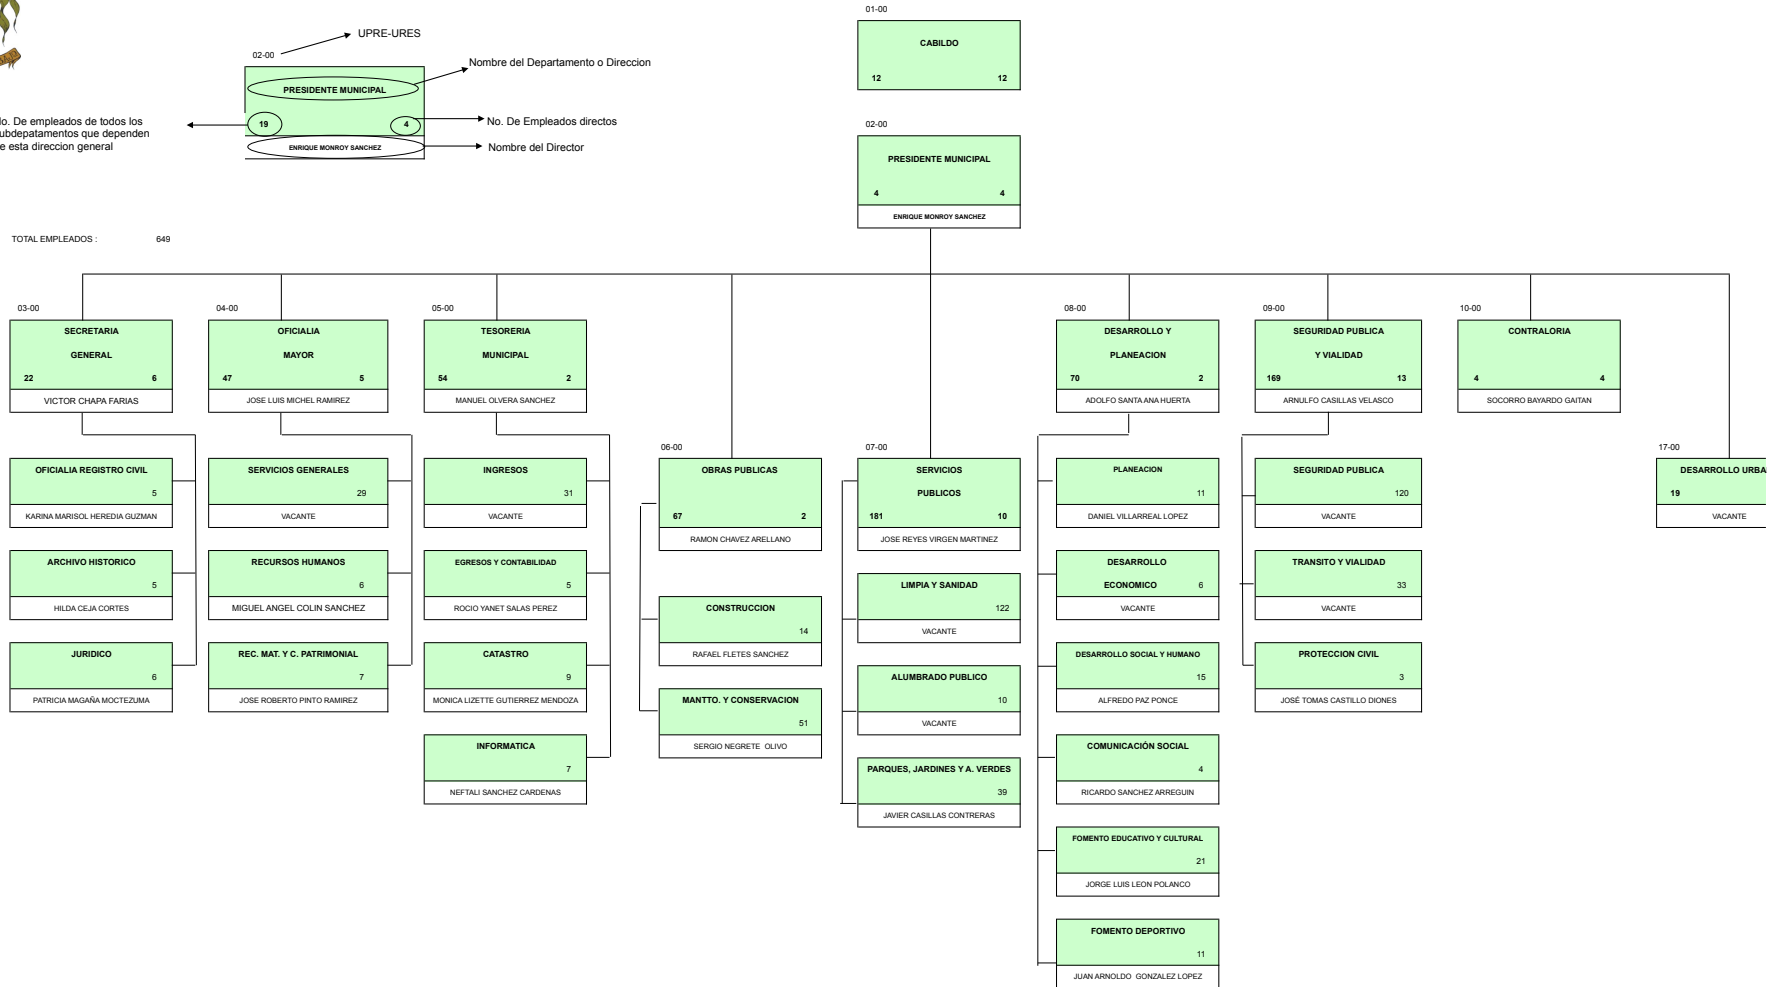 01-00
CABILDO
12 12
UPRE-URES
02-00
Nombre del Departamento o Direccion
PRESIDENTE MUNICIPAL
19 4
No. De Empleados directos
No. De empleados de todos los
subdepatamentos que dependen
de esta direccion general
ENRIQUE MONROY SANCHEZ
Nombre del Director
02-00
PRESIDENTE MUNICIPAL
4 4
ENRIQUE MONROY SANCHEZ
TOTAL EMPLEADOS : 649
03-00
SECRETARIA
GENERAL
22 6
VICTOR CHAPA FARIAS
OFICIALIA REGISTRO CIVIL
5
KARINA MARISOL HEREDIA GUZMAN
ARCHIVO HISTORICO
5
HILDA CEJA CORTES
JURIDICO
6
PATRICIA MAGAÑA MOCTEZUMA
04-00
OFICIALIA
MAYOR
47 5
JOSE LUIS MICHEL RAMIREZ
SERVICIOS GENERALES
29
VACANTE
RECURSOS HUMANOS
6
MIGUEL ANGEL COLIN SANCHEZ
REC. MAT. Y C. PATRIMONIAL
7
JOSE ROBERTO PINTO RAMIREZ
05-00
TESORERIA
MUNICIPAL
54 2
MANUEL OLVERA SANCHEZ
INGRESOS
31
VACANTE
EGRESOS Y CONTABILIDAD
5
ROCIO YANET SALAS PEREZ
CATASTRO
9
MONICA LIZETTE GUTIERREZ MENDOZA
INFORMATICA
7
NEFTALI SANCHEZ CARDENAS
06-00
OBRAS PUBLICAS
67 2
RAMON CHAVEZ ARELLANO
CONSTRUCCION
14
RAFAEL FLETES SANCHEZ
MANTTO. Y CONSERVACION
51
SERGIO NEGRETE OLIVO
07-00
SERVICIOS
PUBLICOS
181 10
JOSE REYES VIRGEN MARTINEZ
LIMPIA Y SANIDAD
122
VACANTE
ALUMBRADO PUBLICO
10
VACANTE
PARQUES, JARDINES Y A. VERDES
39
JAVIER CASILLAS CONTRERAS
08-00
DESARROLLO Y
PLANEACION
70 2
ADOLFO SANTA ANA HUERTA
PLANEACION
11
DANIEL VILLARREAL LOPEZ
DESARROLLO
ECONOMICO 6
VACANTE
DESARROLLO SOCIAL Y HUMANO
15
ALFREDO PAZ PONCE
COMUNICACIÓN SOCIAL
4
RICARDO SANCHEZ ARREGUIN
FOMENTO EDUCATIVO Y CULTURAL
21
JORGE LUIS LEON POLANCO
FOMENTO DEPORTIVO
11
JUAN ARNOLDO GONZALEZ LOPEZ
09-00
SEGURIDAD PUBLICA
Y VIALIDAD
169 13
ARNULFO CASILLAS VELASCO
SEGURIDAD PUBLICA
120
VACANTE
TRANSITO Y VIALIDAD
33
VACANTE
PROTECCION CIVIL
3
JOSÉ TOMAS CASTILLO DIONES
10-00
CONTRALORIA
4 4
SOCORRO BAYARDO GAITAN
17-00
DESARROLLO URBA
19
VACANTE